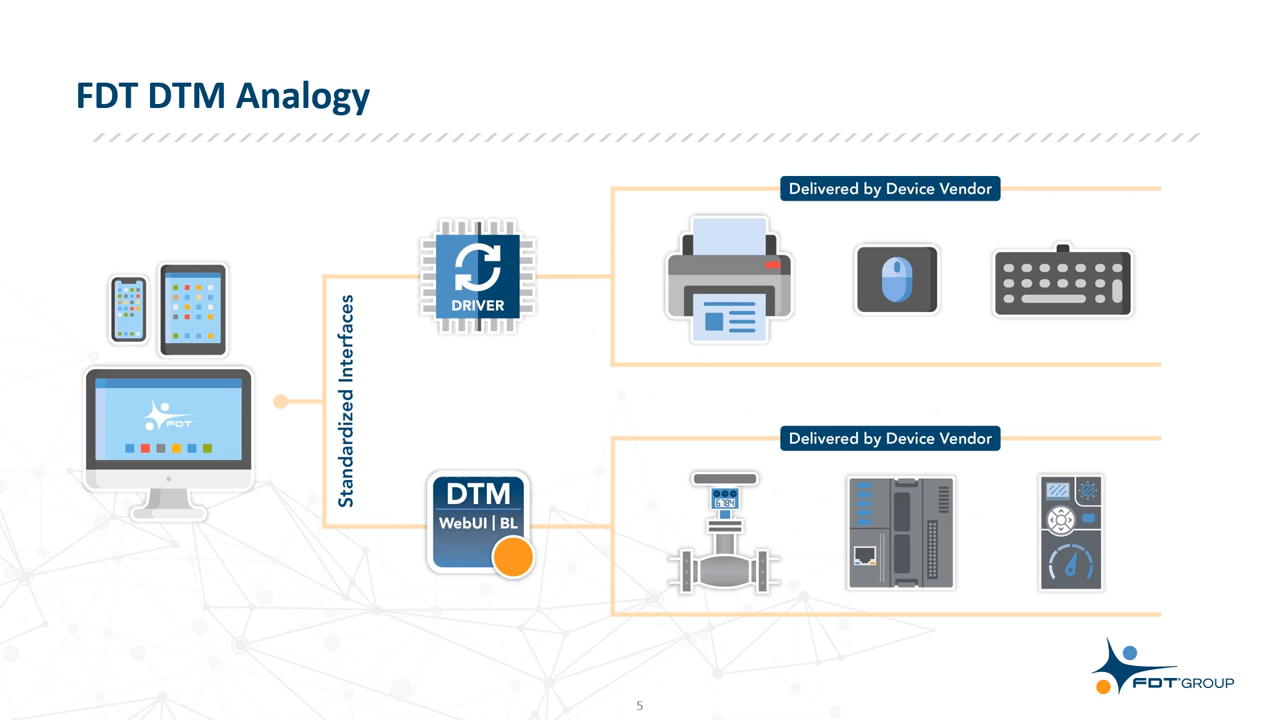 FDT DTM Analogy
Delivered by Device Vendor
DRIVER
Standardized Interfaces
FDT
Delivered by Device Vendor
DTM
WebUI | BL
6784
FDT®GROUP
5